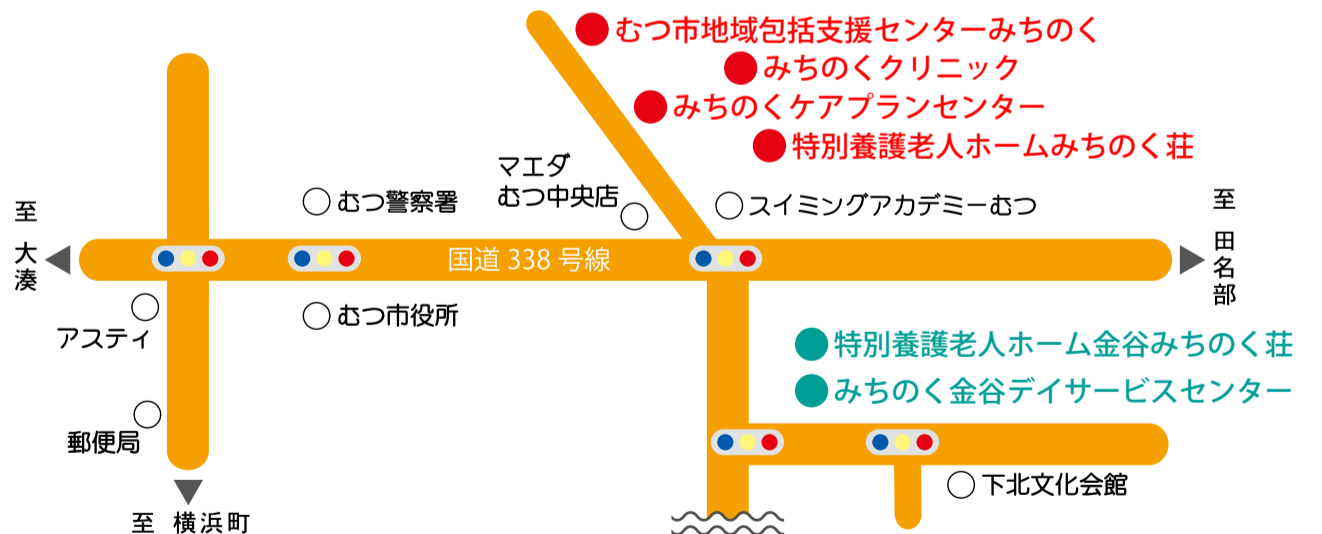 むつ市地域包括支援センターみちのく
みちのくクリニック
みちのくケアプランセンター
特別養護老人ホームみちのく荘
マエダ
むつ中央店
むつ警察署
スイミングアカデミーむつ
至 大湊
国道 338 号線
至 田名部
アスティ
むつ市役所
特別養護老人ホーム金谷みちのく荘
みちのく金谷デイサービスセンター
郵便局
下北文化会館
至 横浜町